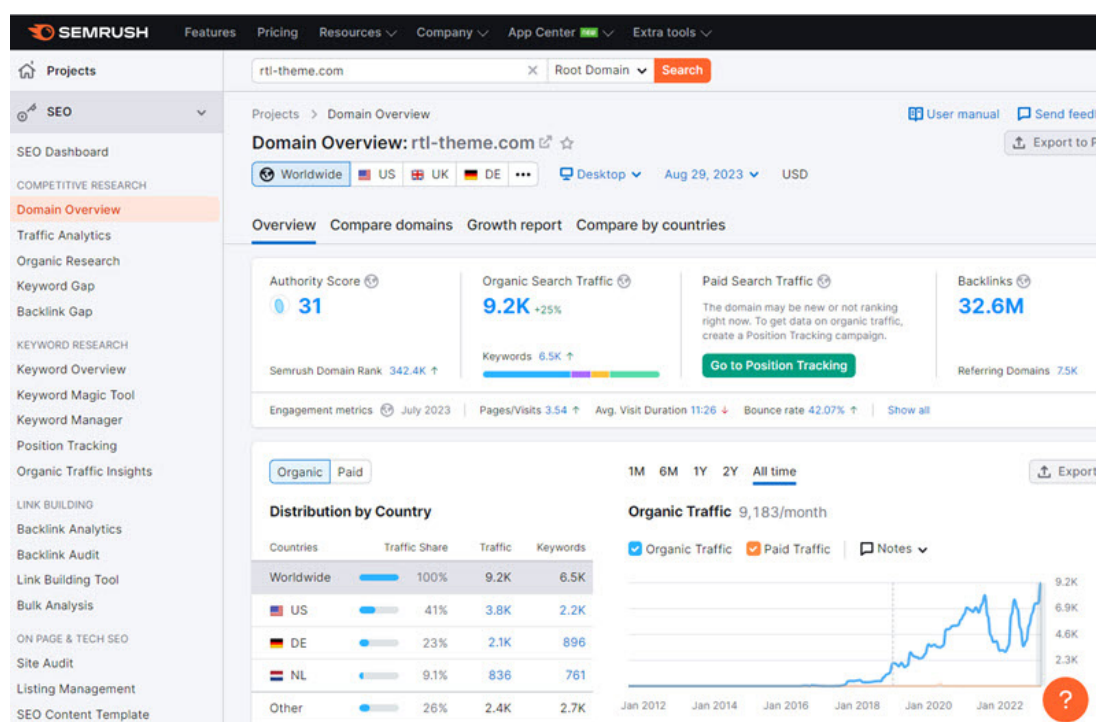 SEMRUSH Features Pricing Resources Company App Center new Extra tools
Projects
SEO
SEO Dashboard
COMPETITIVE RESEARCH
Domain Overview
Traffic Analytics
Organic Research
Keyword Gap
Backlink Gap
KEYWORD RESEARCH
Keyword Overview
Keyword Magic Tool
Keyword Manager
Position Tracking
Organic Traffic Insights
LINK BUILDING
Backlink Analytics
Backlink Audit
Link Building Tool
Bulk Analysis
ON PAGE & TECH SEO
Site Audit
Listing Management
SEO Content Template
rtl-theme.com × Root Domain Search
Projects > Domain Overview
User manual Send feed
Domain Overview: rtl-theme.com
Export to P
Worldwide US UK DE ••• Desktop Aug 29, 2023 USD
Overview Compare domains Growth report Compare by countries
Authority Score
31
Semrush Domain Rank 342.4K ↑
Organic Search Traffic
9.2K +25%
Keywords 6.5K ↑
Paid Search Traffic
The domain may be new or not ranking
right now. To get data on organic traffic,
create a Position Tracking campaign.
Go to Position Tracking
Backlinks
32.6M
Referring Domains 7.5K
Engagement metrics July 2023 Pages/Visits 3.54 ↑ Avg. Visit Duration 11:26 ↓ Bounce rate 42.07% ↑ Show all
Organic Paid
Distribution by Country
Countries Traffic Share Traffic Keywords
Worldwide 100% 9.2K 6.5K
US 41% 3.8K 2.2K
DE 23% 2.1K 896
NL 9.1% 836 761
Other 26% 2.4K 2.7K
1M 6M 1Y 2Y All time
Export
Organic Traffic 9,183/month
Organic Traffic Paid Traffic Notes
9.2K
6.9K
4.6K
2.3K
Jan 2012 Jan 2014 Jan 2016 Jan 2018 Jan 2020 Jan 2022
?